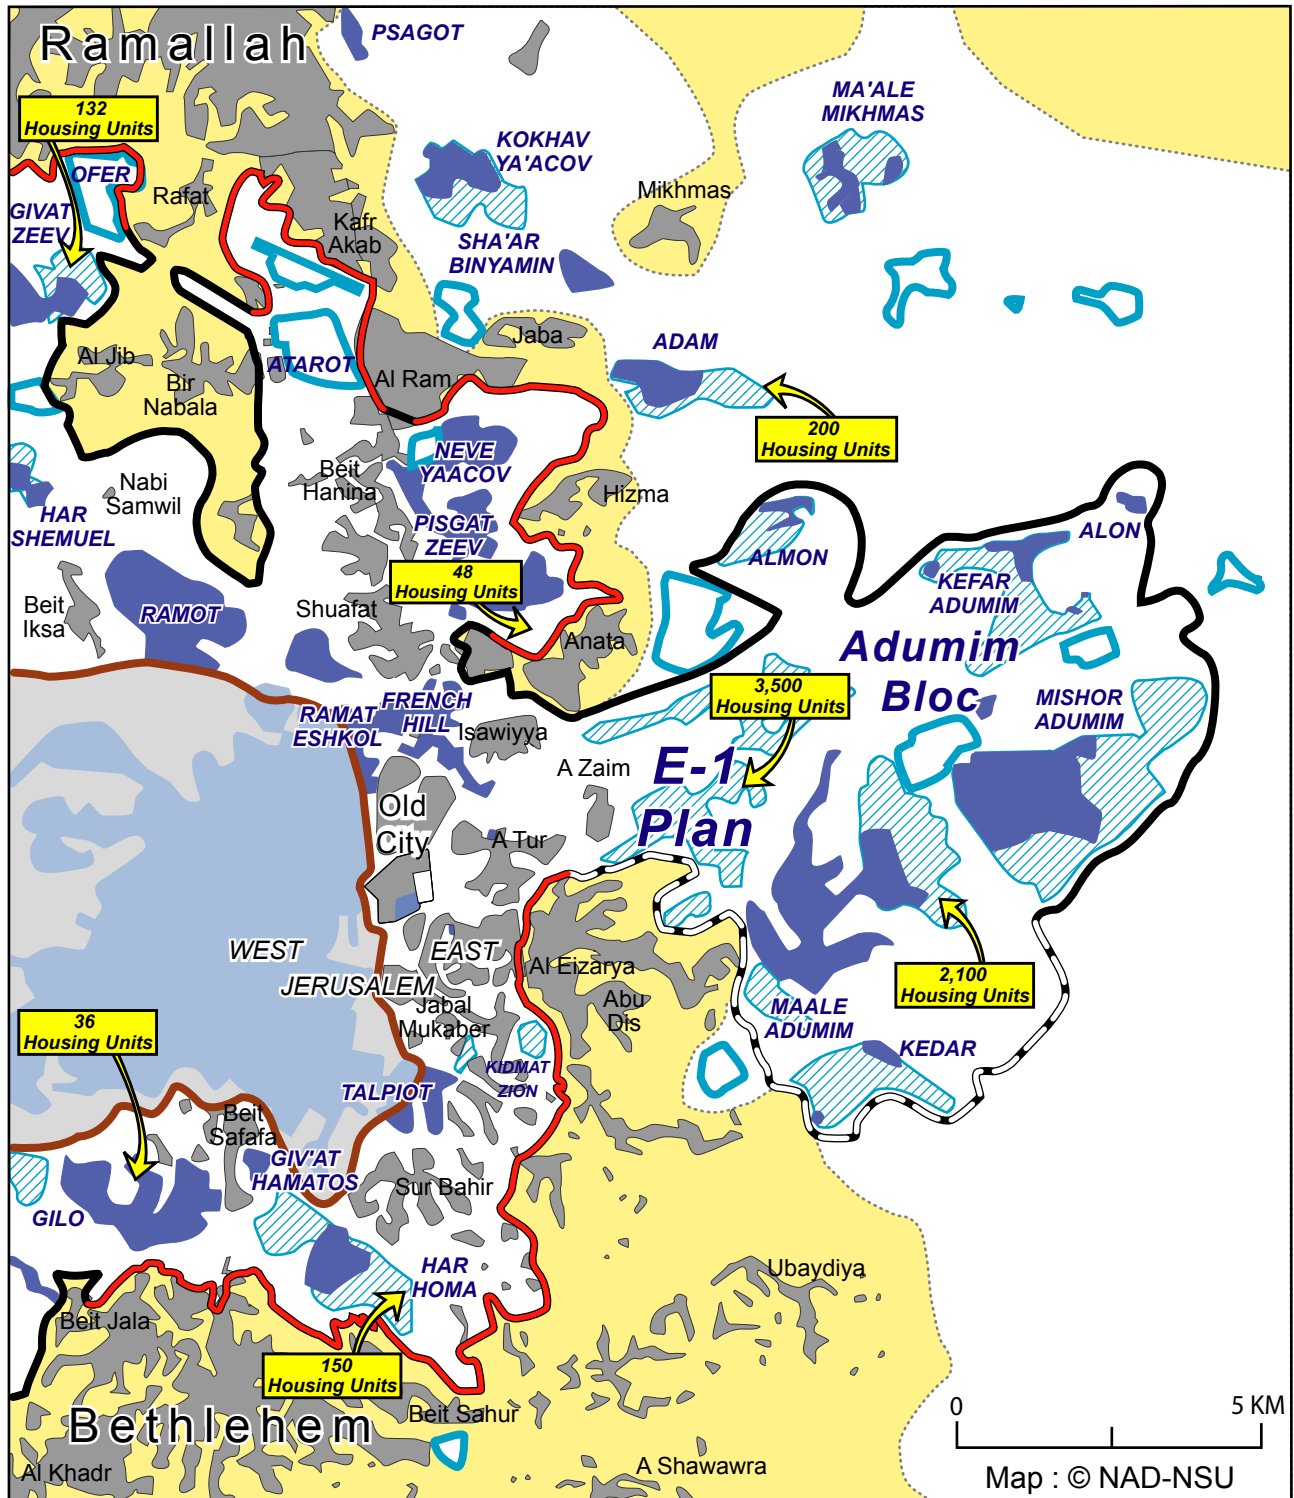 Ramallah
PSAGOT
132
Housing Units
MA'ALE
MIKHMAS
KOKHAV
YA'ACOV
OFER
Rafat
Mikhmas
GIVAT
ZEEV
Kafr
Akab
SHA'AR
BINYAMIN
Jaba
ADAM
Al Jib
ATAROT
Al Ram
Bir
Nabala
200
Housing Units
NEVE
YAACOV
Beit
Hanina
Nabi
Samwil
Hizma
HAR
SHEMUEL
PISGAT
ZEEV
ALON
ALMON
48
Housing Units
KEFAR
ADUMIM
Beit
Iksa
RAMOT
Shuafat
Anata
Adumim
Bloc
3,500
Housing Units
MISHOR
ADUMIM
RAMAT
ESHKOL
FRENCH
HILL
Isawiyya
A Zaim
E-1
Plan
Old
City
A Tur
WEST
EAST
JERUSALEM
Al Eizarya
2,100
Housing Units
Jabal
Mukaber
Abu
Dis
MAALE
ADUMIM
36
Housing Units
KEDAR
KIDMAT
ZION
TALPIOT
Beit
Safafa
GIV'AT
HAMATOS
Sur Bahir
GILO
HAR
HOMA
Ubaydiya
Beit Jala
150
Housing Units
Bethlehem
Beit Sahur
0
5 KM
Al Khadr
A Shawawra
Map : © NAD-NSU